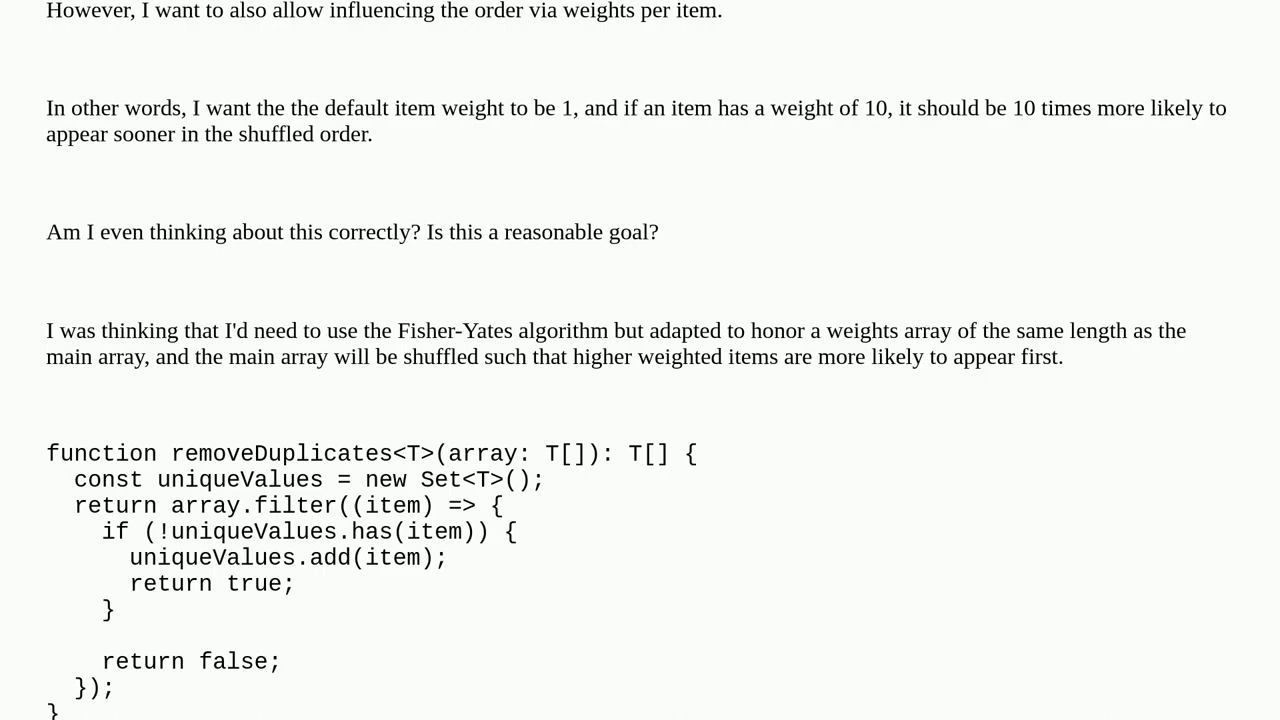 However, I want to also allow influencing the order via weights per item.
In other words, I want the the default item weight to be 1, and if an item has a weight of 10, it should be 10 times more likely to
appear sooner in the shuffled order.
Am I even thinking about this correctly? Is this a reasonable goal?
I was thinking that I'd need to use the Fisher-Yates algorithm but adapted to honor a weights array of the same length as the
main array, and the main array will be shuffled such that higher weighted items are more likely to appear first.
function removeDuplicates<T>(array: T[]): T[] {
  const uniqueValues = new Set<T>();
  return array.filter((item) => {
    if (!uniqueValues.has(item)) {
      uniqueValues.add(item);
      return true;
    }
    return false;
  });
}